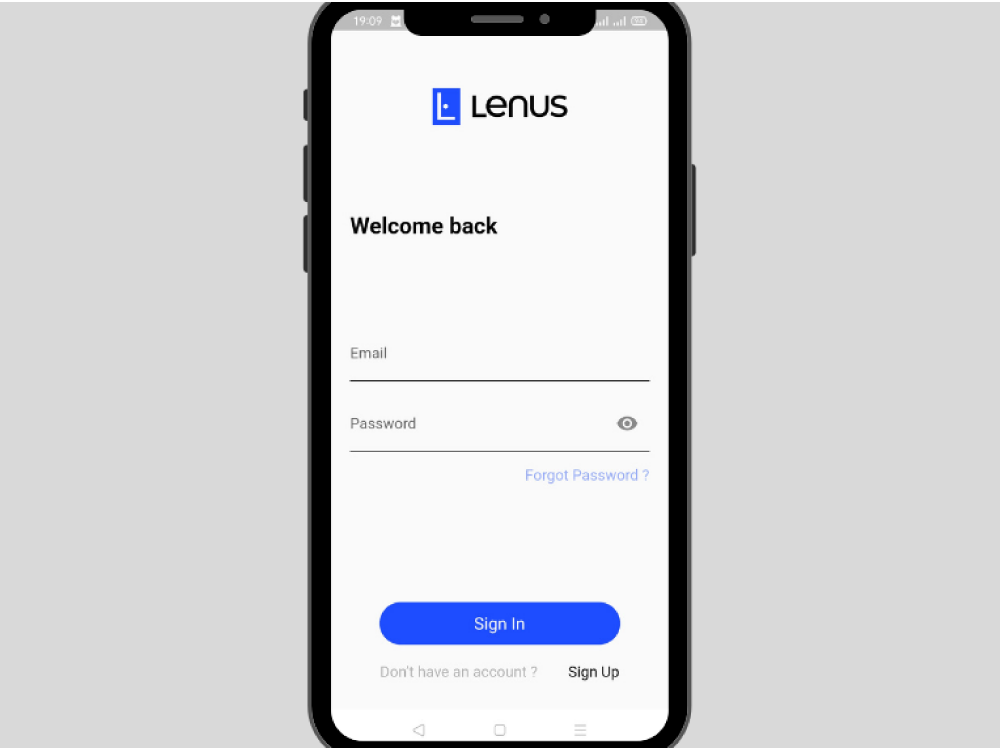 19:09
Lenus
Welcome back
Email
Password
Forgot Password ?
Sign In
Don't have an account ? Sign Up